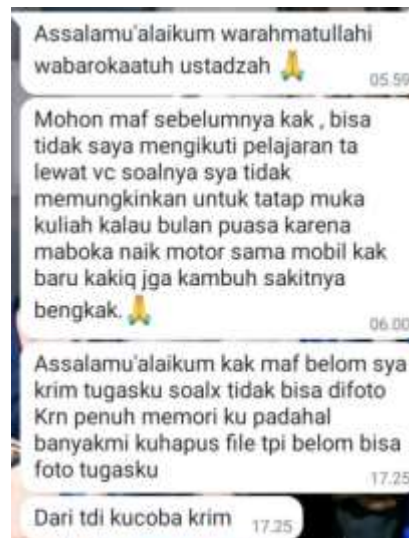 Assalamu'alaikum warahmatullahi
wabarokaatuh ustadzah 🙏
05.59
Mohon maf sebelumnya kak , bisa
tidak saya mengikuti pelajaran ta
lewat vc soalnya sya tidak
memungkinkan untuk tatap muka
kuliah kalau bulan puasa karena
maboka naik motor sama mobil kak
baru kakiq jga kambuh sakitnya
bengkak. 🙏
06.00
Assalamu'alaikum kak maf belom sya
krim tugasku soalx tidak bisa difoto
Krn penuh memori ku padahal
banyakmi kuhapus file tpi belom bisa
foto tugasku
17.25
Dari tdi kucoba krim 17.25